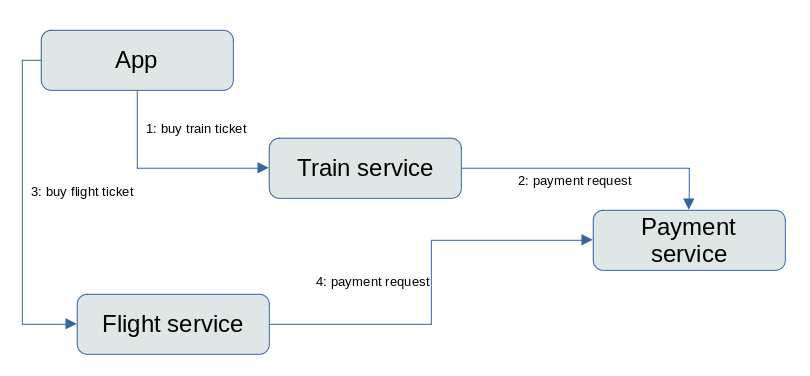 App
1: buy train ticket
Train service
2: payment request
3: buy flight ticket
Payment
service
4: payment request
Flight service